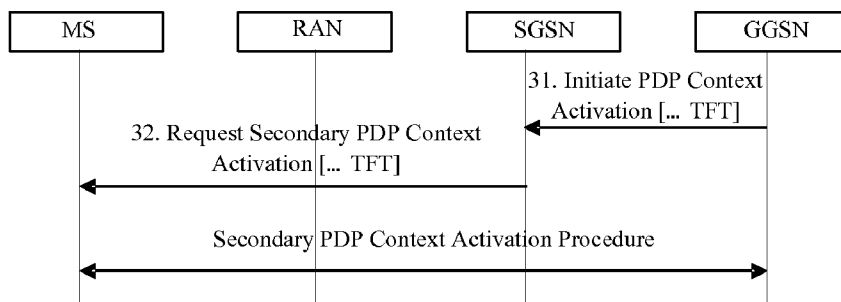 MS RAN SGSN GGSN
31. Initiate PDP Context
Activation [... TFT]
32. Request Secondary PDP Context
Activation [... TFT]
Secondary PDP Context Activation Procedure